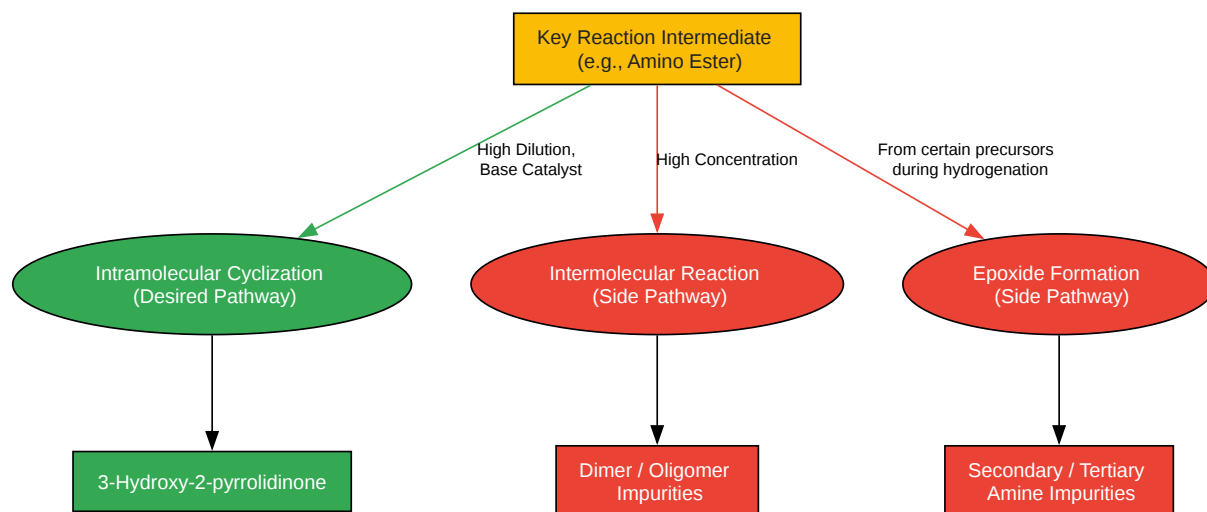 Key Reaction Intermediate
(e.g., Amino Ester)
High Dilution,
Base Catalyst
High Concentration
From certain precursors
during hydrogenation
Intramolecular Cyclization
(Desired Pathway)
Intermolecular Reaction
(Side Pathway)
Epoxide Formation
(Side Pathway)
3-Hydroxy-2-pyrrolidinone
Dimer / Oligomer
Impurities
Secondary / Tertiary
Amine Impurities